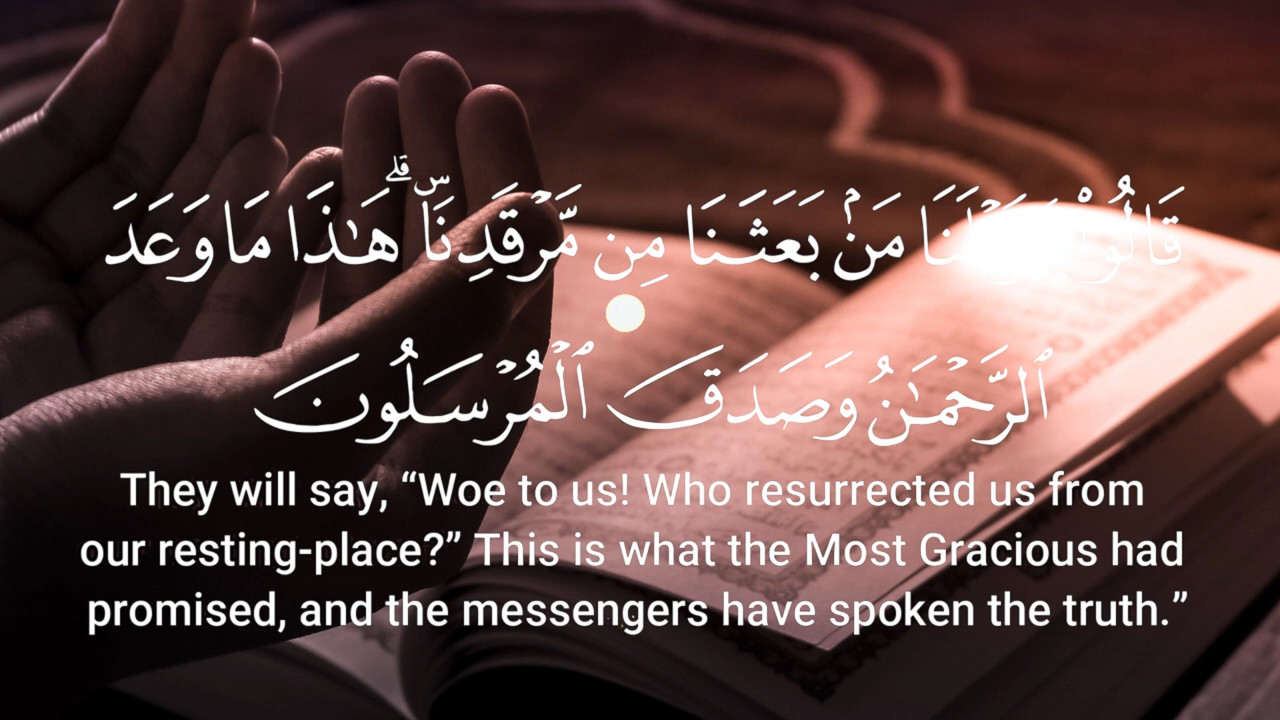 قَالُوا۟ يَـٰوَيْلَنَا مَنۢ بَعَثَنَا مِن مَّرْقَدِنَا ۜ ۗ هَـٰذَا مَا وَعَدَ
ٱلرَّحْمَـٰنُ وَصَدَقَ ٱلْمُرْسَلُونَ
They will say, “Woe to us! Who resurrected us from
our resting-place?” This is what the Most Gracious had
promised, and the messengers have spoken the truth.”